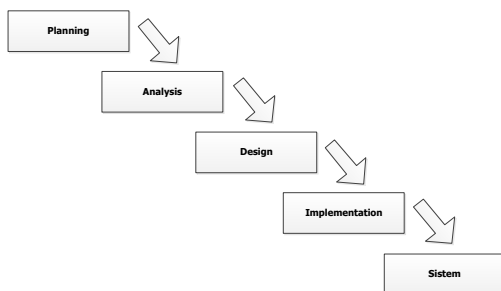 Planning
Analysis
Design
Implementation
Sistem